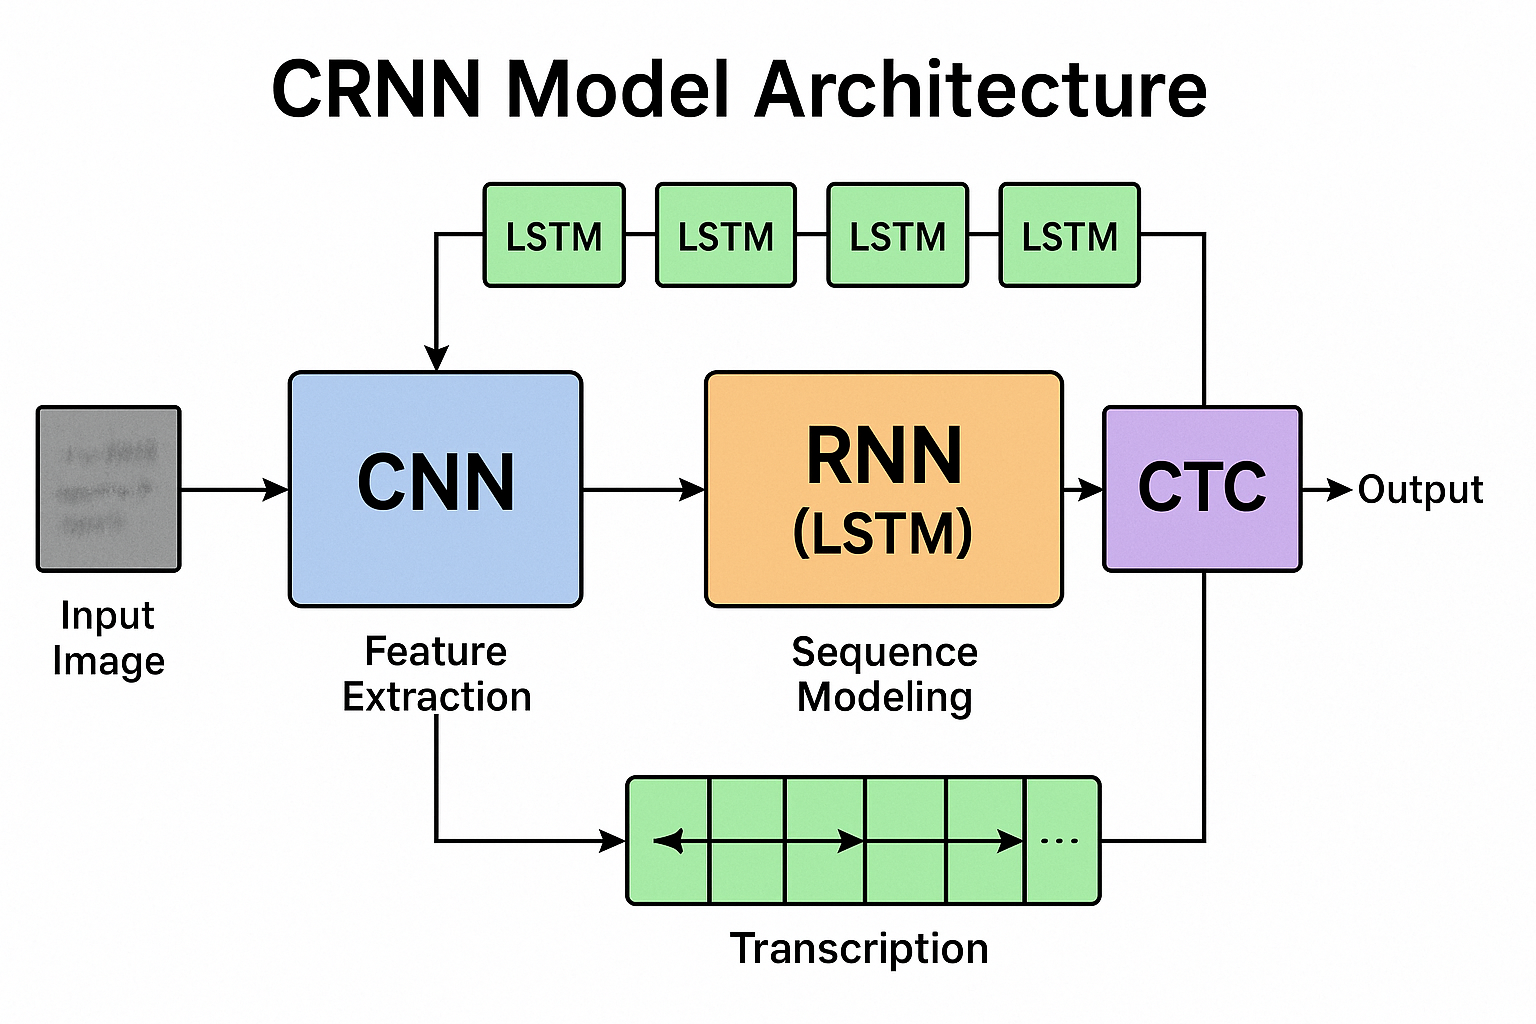 CRNN Model Architecture
LSTM LSTM LSTM LSTM
CNN
RNN
(LSTM)
CTC
Output
Input
Image
Feature
Extraction
Sequence
Modeling
...
Transcription